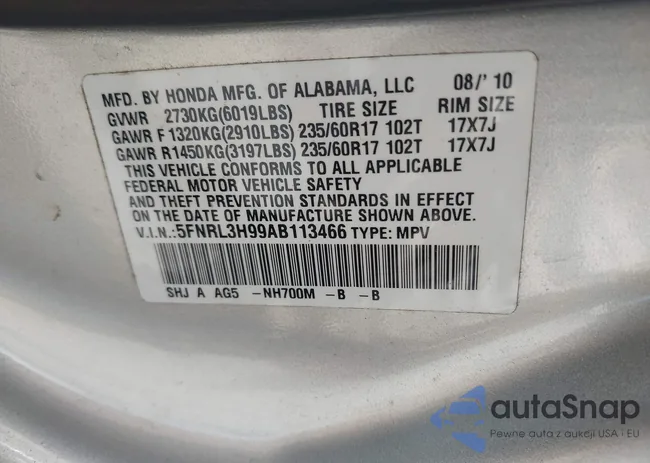 MFD. BY HONDA MFG. OF ALABAMA, LLC 08/' 10
GVWR 2730KG(6019LBS) TIRE SIZE RIM SIZE
GAWR F 1320KG(2910LBS) 235/60R17 102T 17X7J
GAWR R1450KG(3197LBS) 235/60R17 102T 17X7J
THIS VEHICLE CONFORMS TO ALL APPLICABLE
FEDERAL MOTOR VEHICLE SAFETY
AND THEFT PREVENTION STANDARDS IN EFFECT
ON THE DATE OF MANUFACTURE SHOWN ABOVE.
V.I.N.:5FNRL3H99AB113466 TYPE: MPV
SHJ A AG5 -NH700M -B -B
autaSnap
Pewne auta z aukcji USA i EU